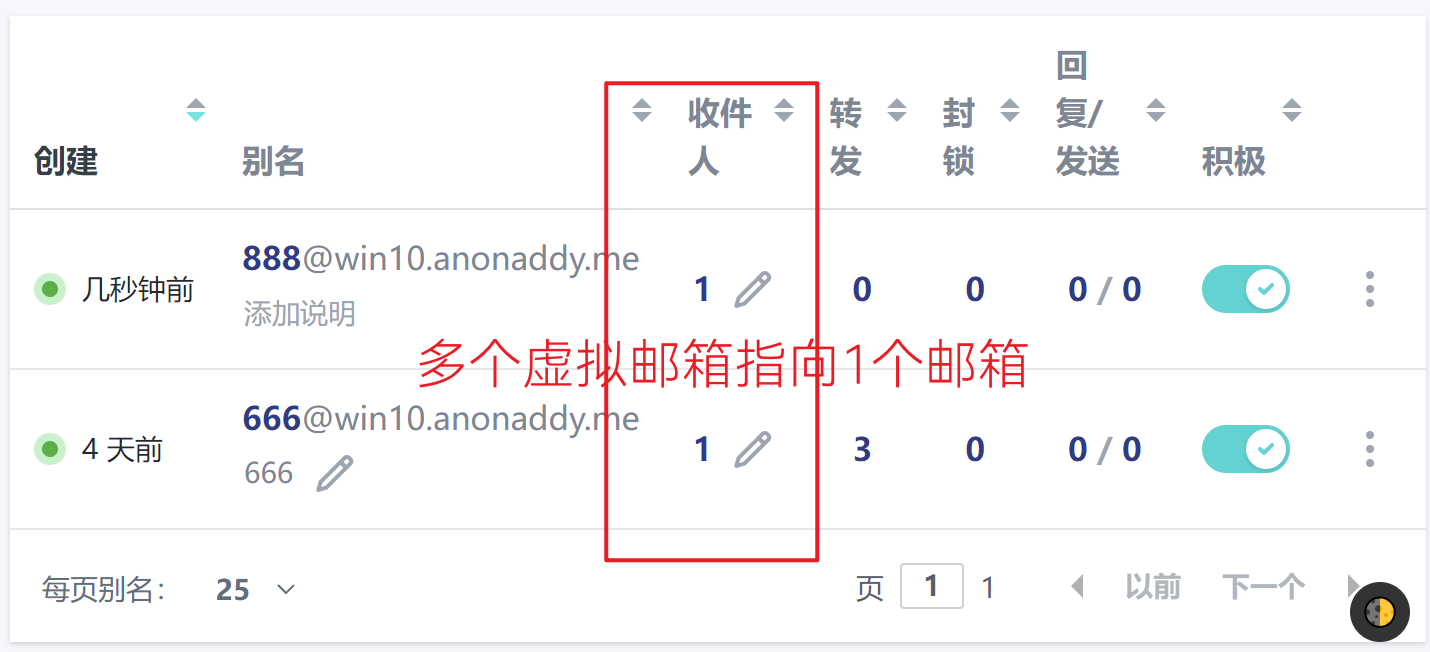 创建
别名
收件人
转发
封锁
回复/发送
积极
几秒钟前
888@win10.anonaddy.me
添加说明
1
0
0
0 / 0
多个虚拟邮箱指向1个邮箱
4 天前
666@win10.anonaddy.me
666
1
3
0
0 / 0
每页别名： 25
页 1 1 以前 下一个